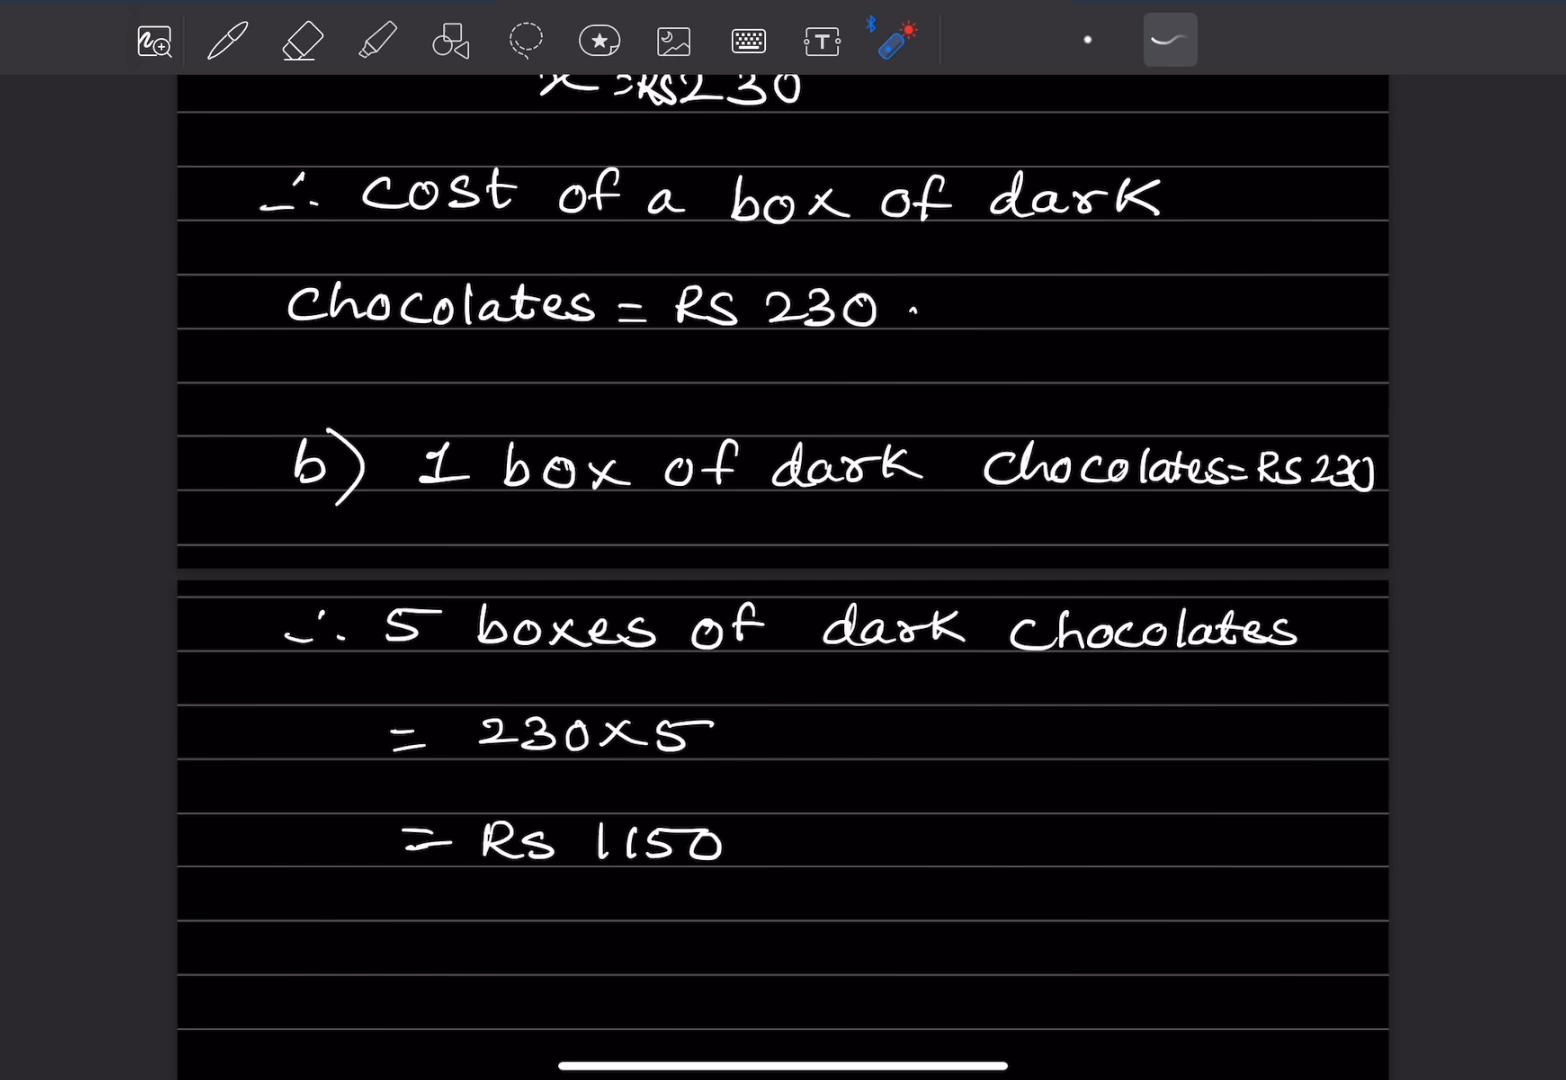 x = Rs 230
∴ cost of a box of dark
chocolates = RS 230 .
b) 1 box of dark chocolates = Rs 230
∴ 5 boxes of dark chocolates
= 230 x 5
= Rs 1150